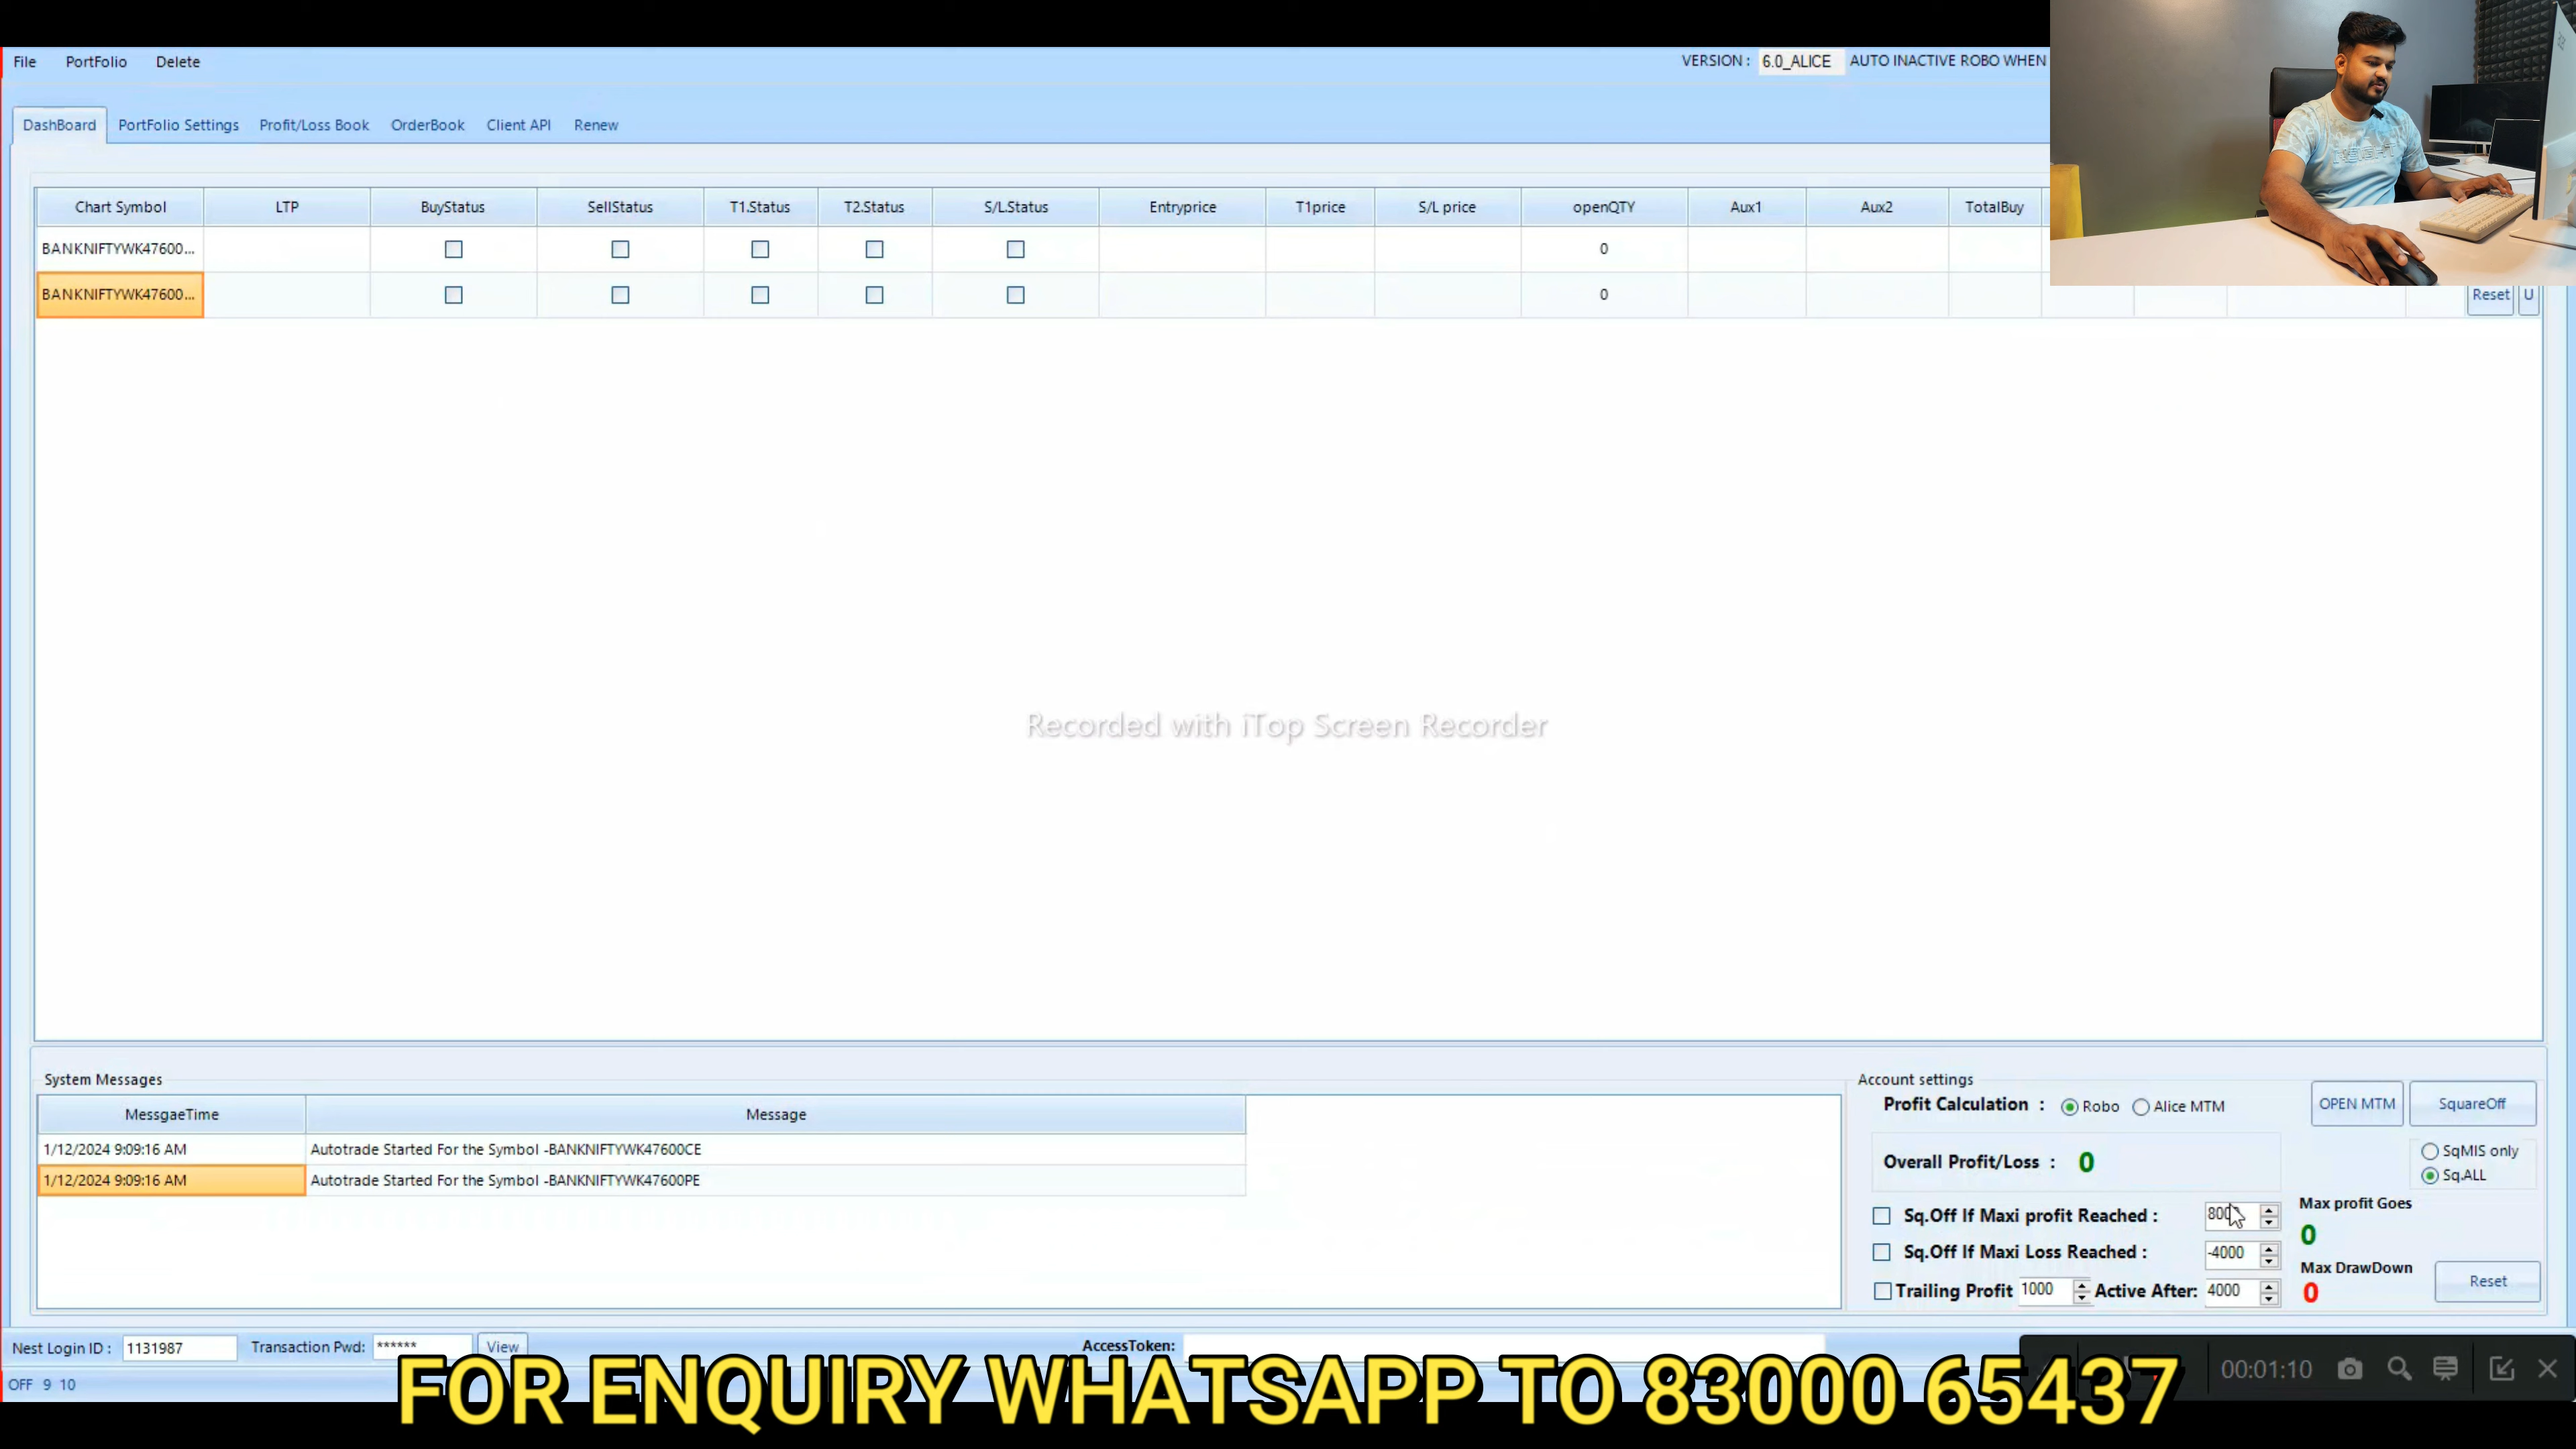 File PortFolio Delete VERSION : 6.0_ALICE AUTO INACTIVE ROBO WHEN
DashBoard PortFolio Settings Profit/Loss Book OrderBook Client API Renew
Chart Symbol LTP BuyStatus SellStatus T1.Status T2.Status S/L.Status Entryprice T1price S/L price openQTY Aux1 Aux2 TotalBuy
BANKNIFTYWK47600... 0
BANKNIFTYWK47600... 0 Reset U
Recorded with iTop Screen Recorder
System Messages
MessgaeTime Message
1/12/2024 9:09:16 AM Autotrade Started For the Symbol -BANKNIFTYWK47600CE
1/12/2024 9:09:16 AM Autotrade Started For the Symbol -BANKNIFTYWK47600PE
Account settings
Profit Calculation : Robo Alice MTM OPEN MTM SquareOff
Overall Profit/Loss : 0
SqMIS only
Sq.ALL
Sq.Off If Maxi profit Reached :
Max profit Goes
0
Sq.Off If Maxi Loss Reached : -4000
Max DrawDown
0
Reset
Trailing Profit 1000 Active After: 4000
Nest Login ID : 1131987 Transaction Pwd: ****** View AccessToken:
OFF 9 10
00:01:10
FOR ENQUIRY WHATSAPP TO 83000 65437